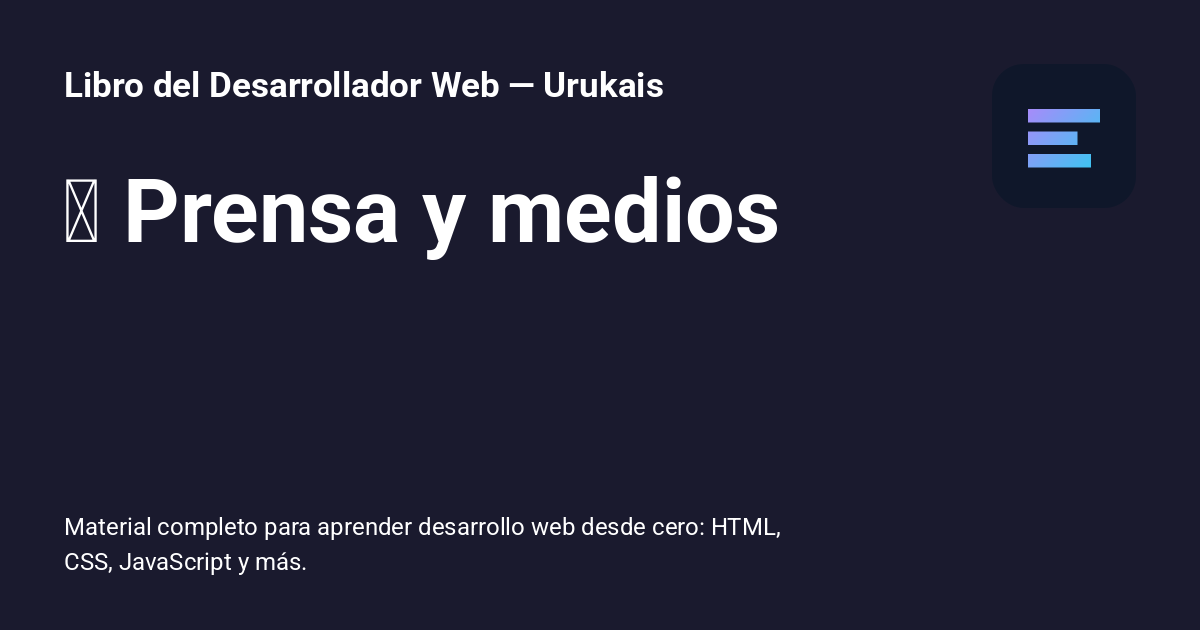 Libro del Desarrollador Web — Urukais
Prensa y medios
Material completo para aprender desarrollo web desde cero: HTML,
CSS, JavaScript y más.